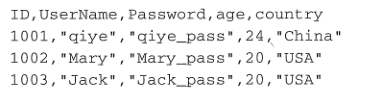 ID,UserName,Password,age,country
1001,"qiye","qiye_pass",24,"China"
1002,"Mary","Mary_pass",20,"USA"
1003,"Jack","Jack_pass",20,"USA"